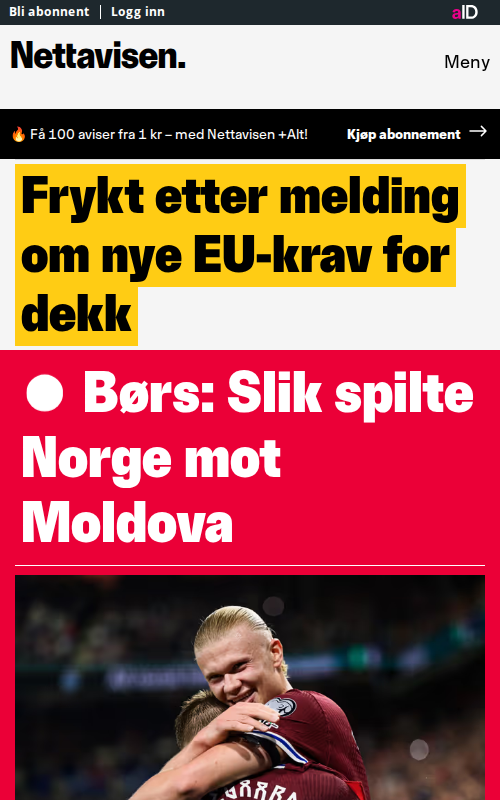 Bli abonnent | Logg inn
aID
Nettavisen.
Meny
🔥 Få 100 aviser fra 1 kr – med Nettavisen +Alt!
Kjøp abonnement →
Frykt etter melding
om nye EU-krav for
dekk
● Børs: Slik spilte
Norge mot
Moldova